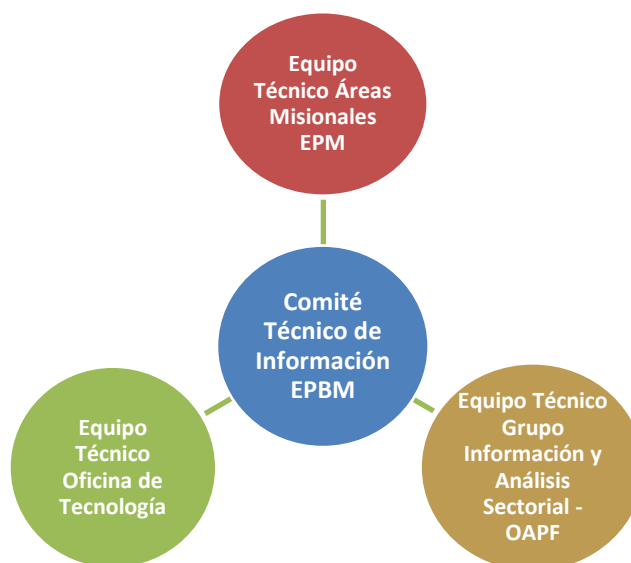 Equipo
Técnico Áreas
Misionales
EPM
Comité
Técnico de
Información
EPBM
Equipo
Técnico
Oficina de
Tecnología
Equipo Técnico
Grupo
Información y
Análisis
Sectorial -
OAPF